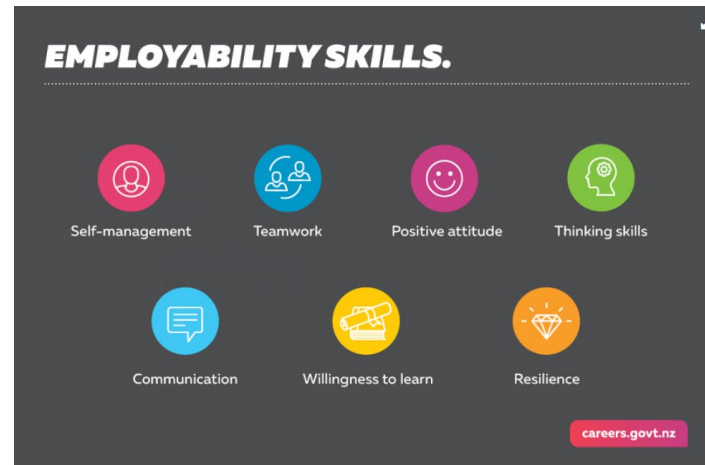 EMPLOYABILITY SKILLS.
Self-management
Teamwork
Positive attitude
Thinking skills
Communication
Willingness to learn
Resilience
careers.govt.nz